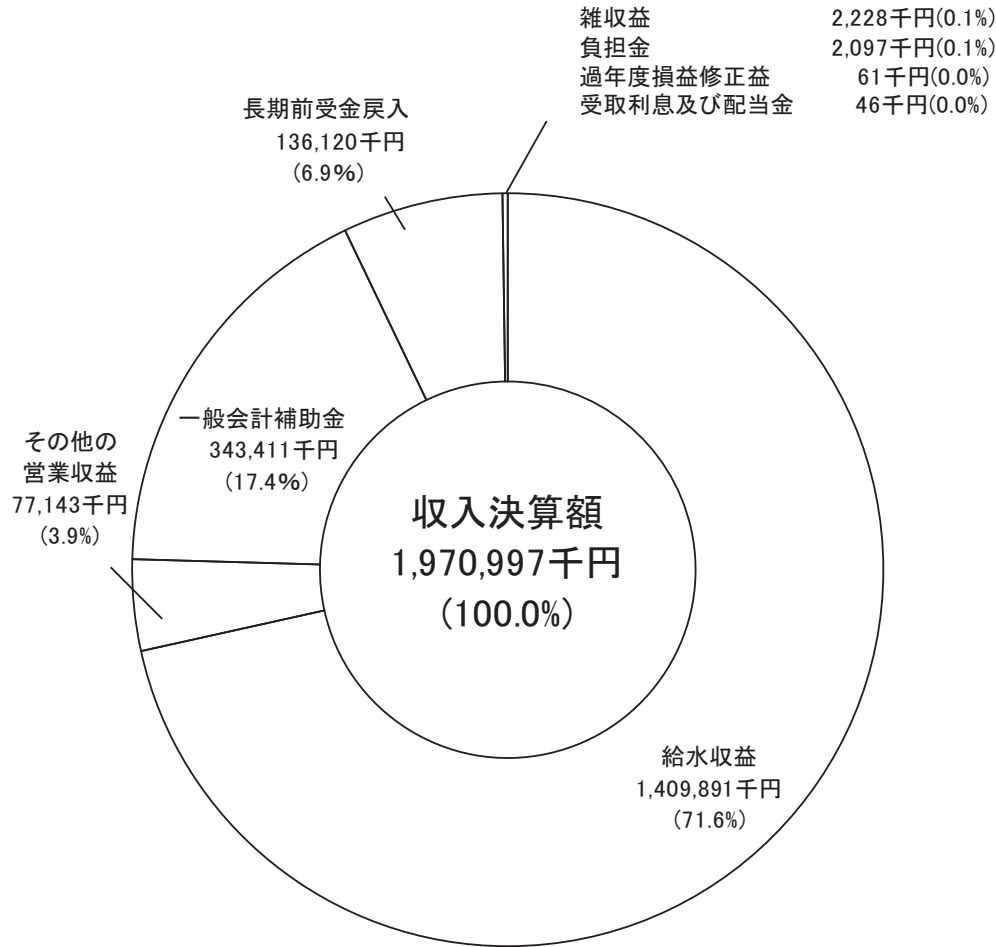 雑収益 2,228千円(0.1%)
負担金 2,097千円(0.1%)
過年度損益修正益 61千円(0.0%)
受取利息及び配当金 46千円(0.0%)
長期前受金戻入
136,120千円
(6.9%)
一般会計補助金
343,411千円
(17.4%)
その他の
営業収益
77,143千円
(3.9%)
収入決算額
1,970,997千円
(100.0%)
給水収益
1,409,891千円
(71.6%)